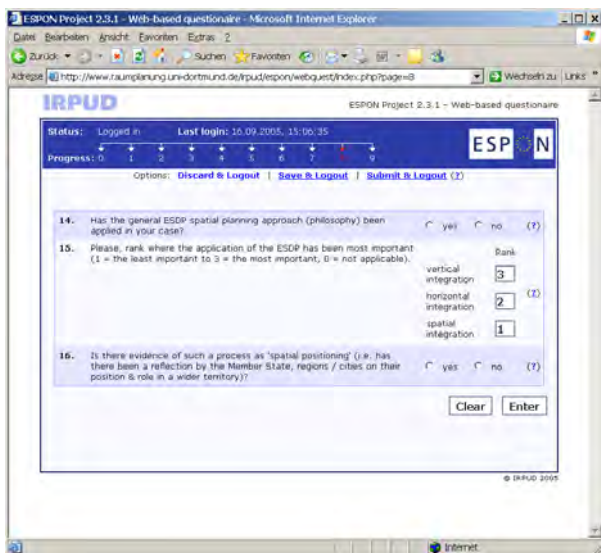 ESPON Project 2.3.1 - Web-based questionaire - Microsoft Internet Explorer
Datei Bearbeiten Ansicht Favoriten Extras ?
Zurück Suchen Favoriten
Adresse http://www.raumplanung.uni-dortmund.de/irpud/espon/webquest/index.php?page=8 Wechseln zu Links »
IRPUD ESPON Project 2.3.1 - Web-based questionaire
Status: Logged in Last login: 16.09.2005, 15:06:35
ESPON
Progress: 0 1 2 3 4 5 6 7 8 9
Options: Discard & Logout | Save & Logout | Submit & Logout (?)
14. Has the general ESDP spatial planning approach (philosophy) been
applied in your case? yes no (?)
15. Please, rank where the application of the ESDP has been most important
(1 = the least important to 3 = the most important, 0 = not applicable).
Rank
vertical
integration 3
horizontal
integration 2 (?)
spatial
integration 1
16. Is there evidence of such a process as 'spatial positioning' (i.e. has
there been a reflection by the Member State, regions / cities on their
position & role in a wider territory)? yes no (?)
Clear Enter
© IRPUD 2005
Internet